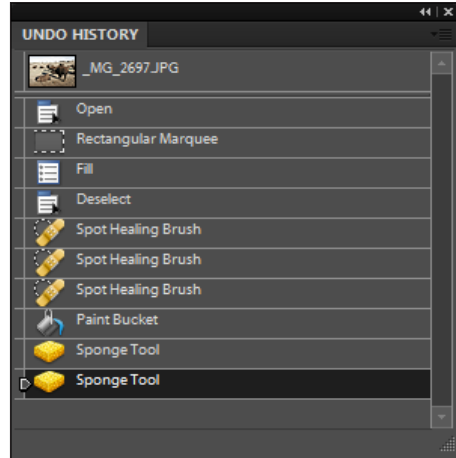 UNDO HISTORY
_MG_2697.JPG
Open
Rectangular Marquee
Fill
Deselect
Spot Healing Brush
Spot Healing Brush
Spot Healing Brush
Paint Bucket
Sponge Tool
Sponge Tool